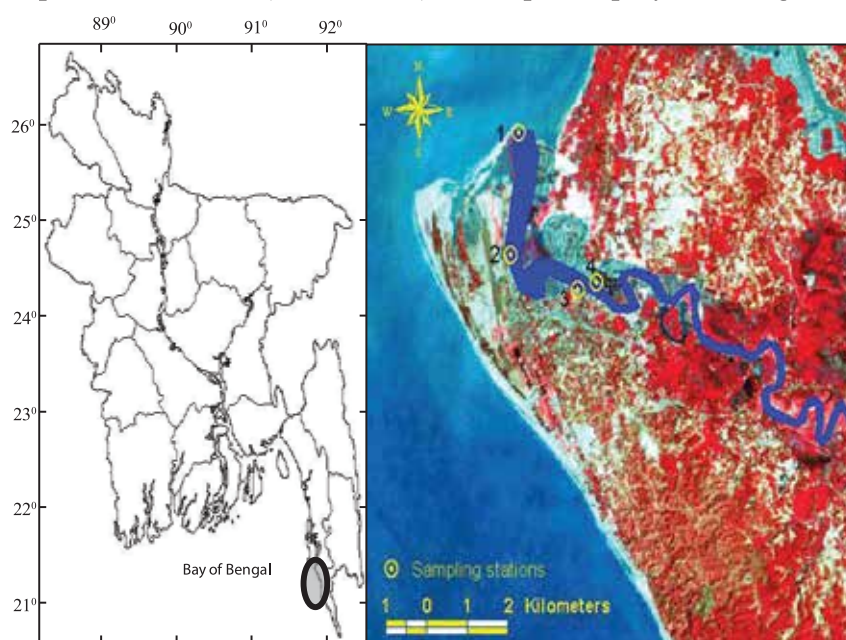 89⁰ 90⁰ 91⁰ 92⁰
26⁰
25⁰
24⁰
23⁰
22⁰
21⁰
Bay of Bengal
N
W E
S
1
2
3
4
Sampling stations
1 0 1 2 Kilometers